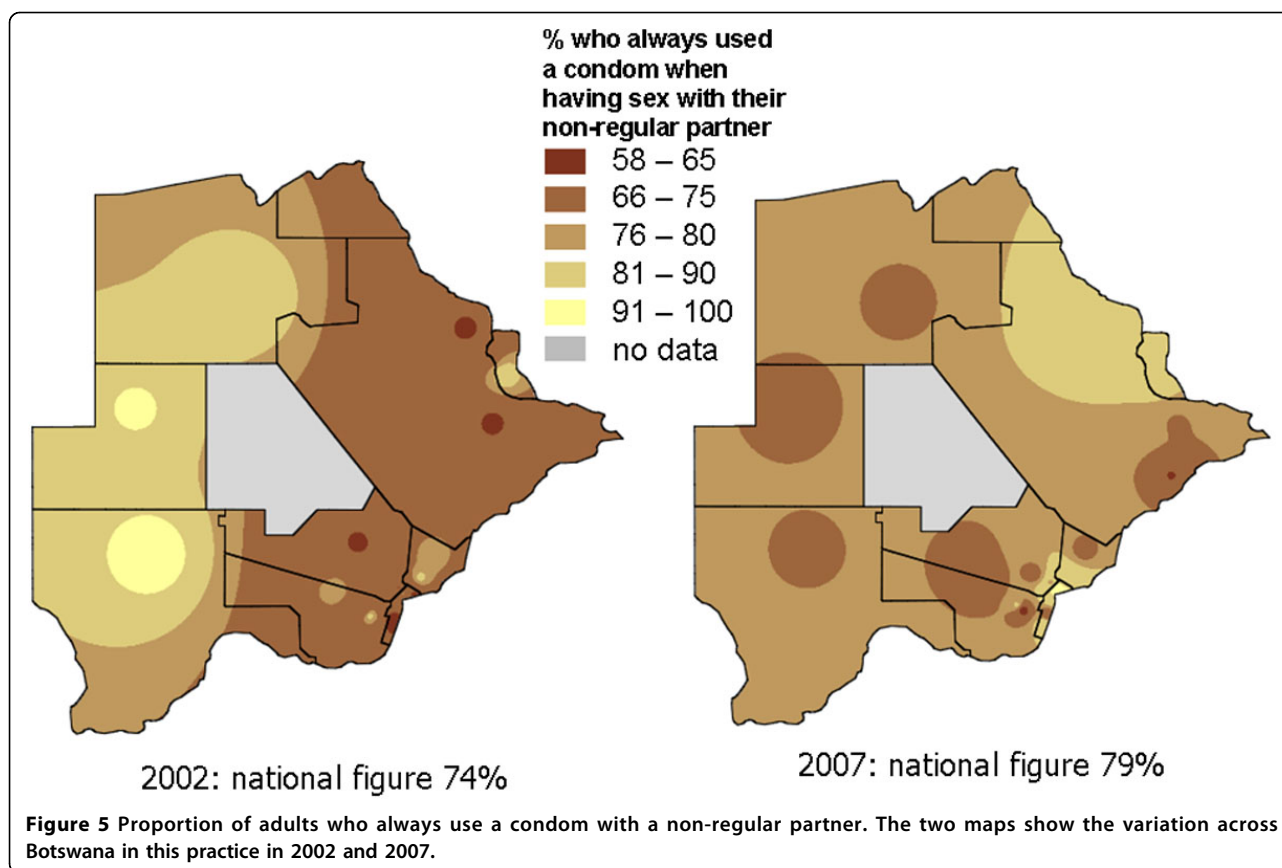 % who always used
a condom when
having sex with their
non-regular partner
58 – 65
66 – 75
76 – 80
81 – 90
91 – 100
no data
2002: national figure 74%
2007: national figure 79%
Figure 5 Proportion of adults who always use a condom with a non-regular partner. The two maps show the variation across
Botswana in this practice in 2002 and 2007.